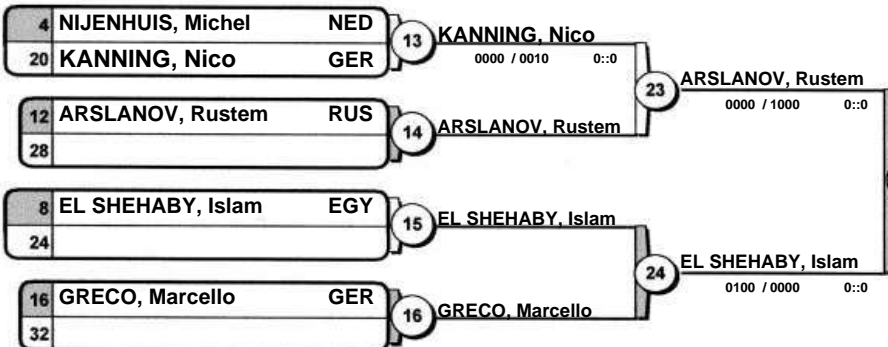 4 NIJENHUIS, Michel NED
20 KANNING, Nico GER
13
KANNING, Nico
0000 / 0010 0::0
12 ARSLANOV, Rustem RUS
28
14
ARSLANOV, Rustem
23
ARSLANOV, Rustem
0000 / 1000 0::0
8 EL SHEHABY, Islam EGY
24
15
EL SHEHABY, Islam
16 GRECO, Marcello GER
32
16
GRECO, Marcello
24
EL SHEHABY, Islam
0100 / 0000 0::0